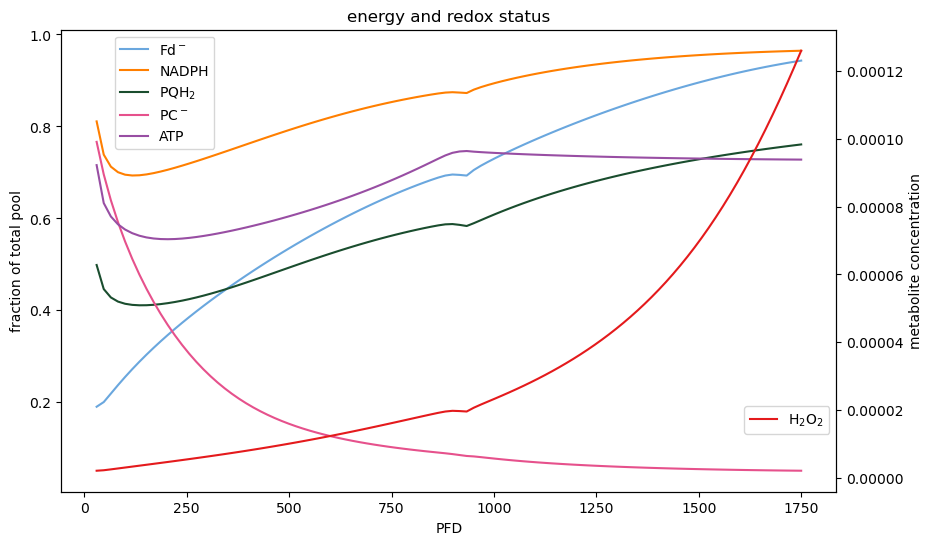 energy and redox status
fraction of total pool
1.0
0.8
0.6
0.4
0.2
Fd⁻
NADPH
PQH₂
PC⁻
ATP
H₂O₂
0.00012
0.00010
0.00008
0.00006
0.00004
0.00002
0.00000
metabolite concentration
0 250 500 750 1000 1250 1500 1750
PFD